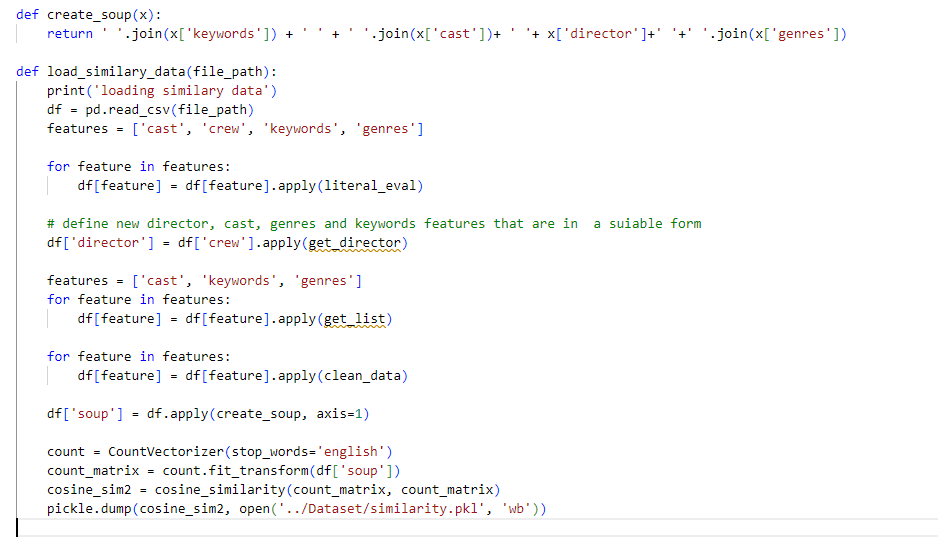 def create_soup(x):
    return ' '.join(x['keywords']) + ' ' + ' '.join(x['cast'])+ ' '+ x['director']+' '+' '.join(x['genres'])
def load_similary_data(file_path):
    print('loading similary data')
    df = pd.read_csv(file_path)
    features = ['cast', 'crew', 'keywords', 'genres']
    for feature in features:
        df[feature] = df[feature].apply(literal_eval)
    # define new director, cast, genres and keywords features that are in  a suiable form
    df['director'] = df['crew'].apply(get_director)
    features = ['cast', 'keywords', 'genres']
    for feature in features:
        df[feature] = df[feature].apply(get_list)
    for feature in features:
        df[feature] = df[feature].apply(clean_data)
    df['soup'] = df.apply(create_soup, axis=1)
    count = CountVectorizer(stop_words='english')
    count_matrix = count.fit_transform(df['soup'])
    cosine_sim2 = cosine_similarity(count_matrix, count_matrix)
    pickle.dump(cosine_sim2, open('../Dataset/similarity.pkl', 'wb'))